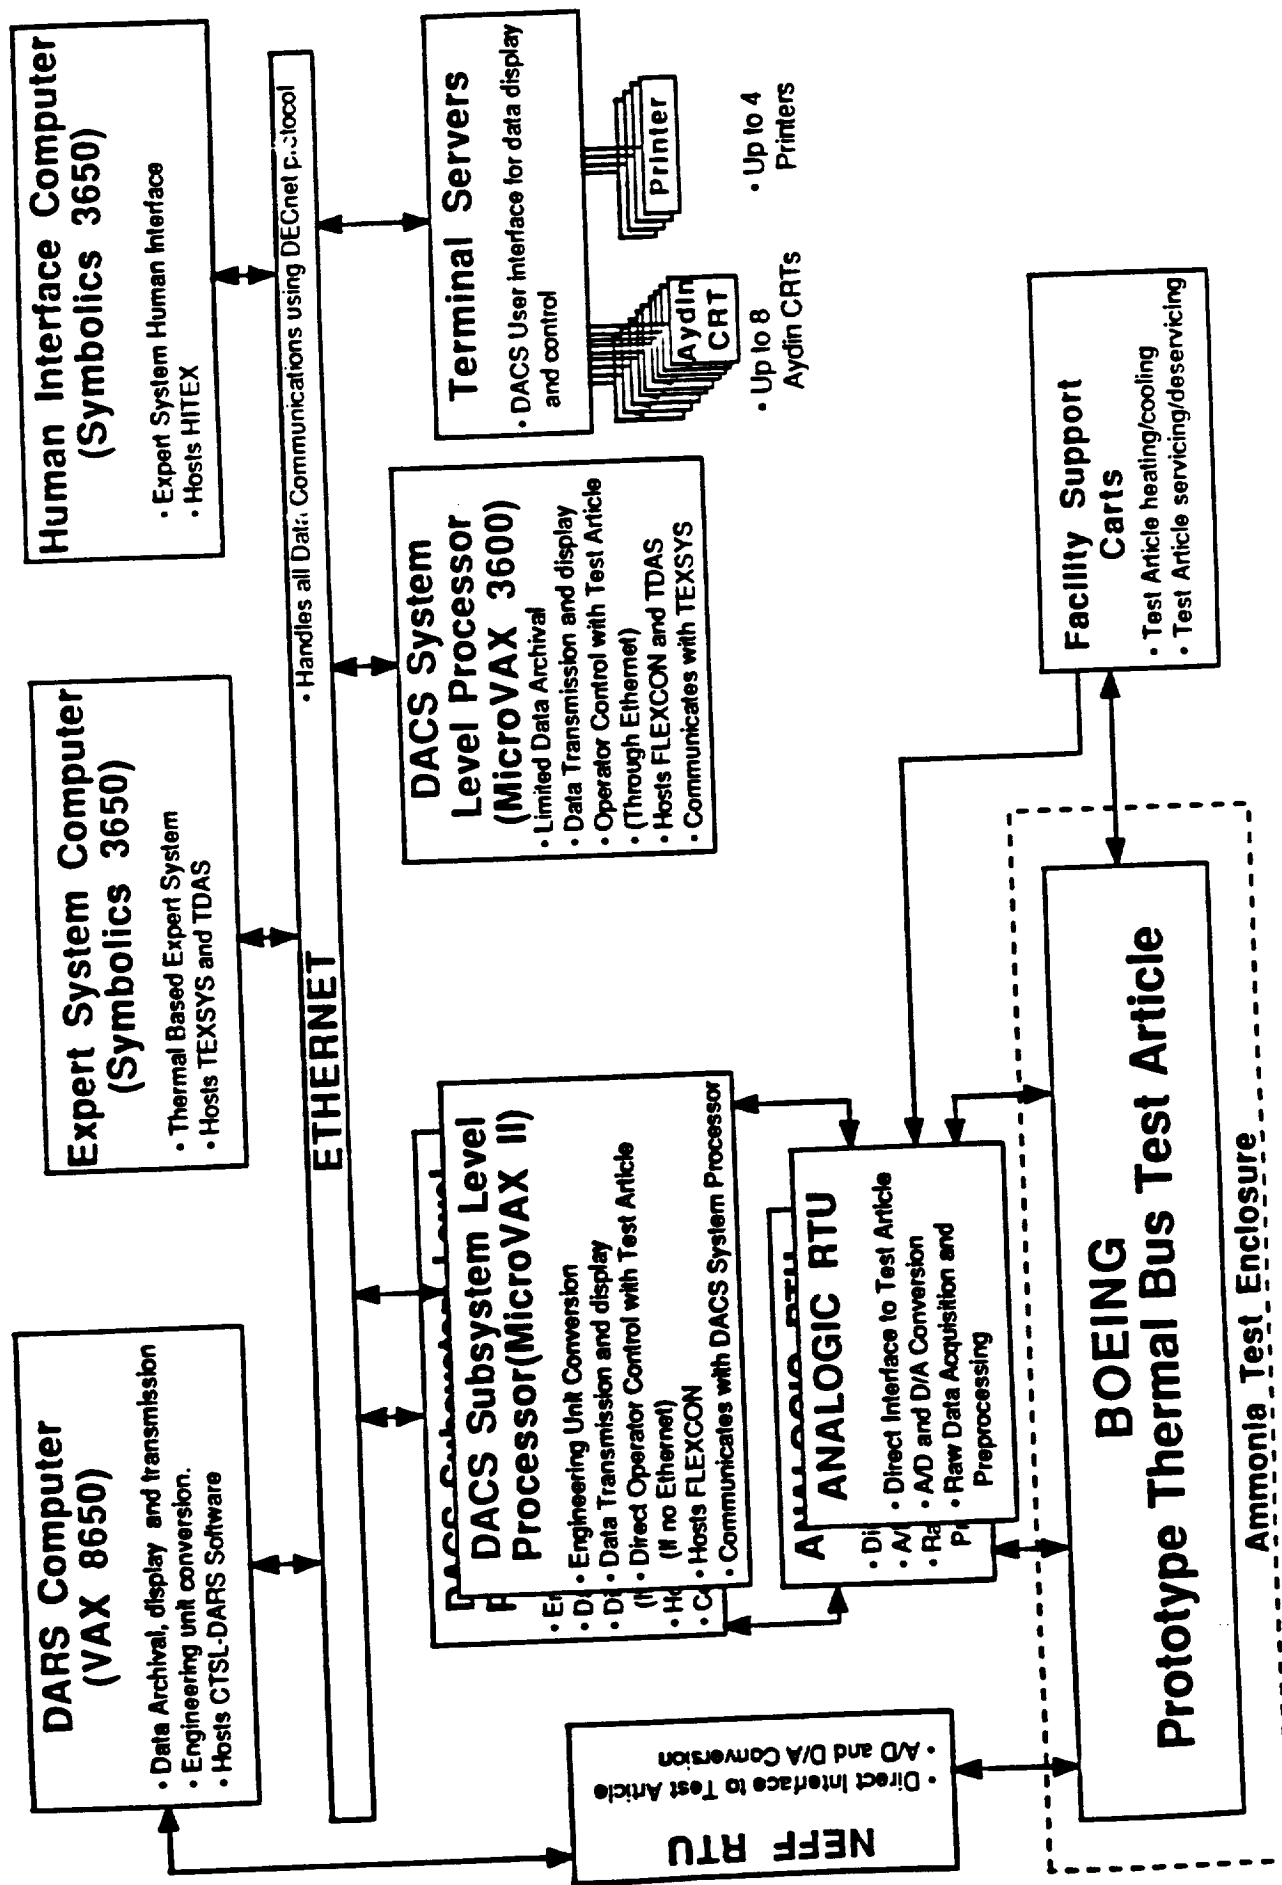 DARS Computer
(VAX 8650)
• Data Archival, display and transmission
• Engineering unit conversion.
• Hosts CTSL-DARS Software
Expert System Computer
(Symbolics 3650)
• Thermal Based Expert System
• Hosts TEXSYS and TDAS
Human Interface Computer
(Symbolics 3650)
• Expert System Human Interface
• Hosts HITEX
ETHERNET
• Handles all Data Communications using DECnet protocol
DACS Subsystem Level
DACS Subsystem Level
Processor(MicroVAX II)
• Engineering Unit Conversion
• Data Transmission and display
• Direct Operator Control with Test Article
(If no Ethernet)
• Hosts FLEXCON
• Communicates with DACS System Processor
DACS System
Level Processor
(MicroVAX 3600)
• Limited Data Archival
• Data Transmission and display
• Operator Control with Test Article
• (Through Ethernet)
• Hosts FLEXCON and TDAS
• Communicates with TEXSYS
Terminal Servers
• DACS User interface for data display
and control
Aydin
CRT
Printer
• Up to 8
Aydin CRTs
• Up to 4
Printers
NEFF RTU
• Direct Interface to Test Article
• A/D and D/A Conversion
ANALOGIC RTU
ANALOGIC RTU
• Direct Interface to Test Article
• A/D and D/A Conversion
• Raw Data Acquisition and
Preprocessing
Facility Support
Carts
• Test Article heating/cooling
• Test Article servicing/deservicing
BOEING
Prototype Thermal Bus Test Article
Ammonia Test Enclosure